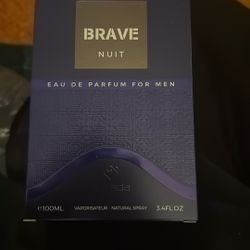 BRAVE
NUIT
EAU DE PARFUM FOR MEN
℮100ML VAPORISATEUR - NATURAL SPRAY 3.4FL.OZ